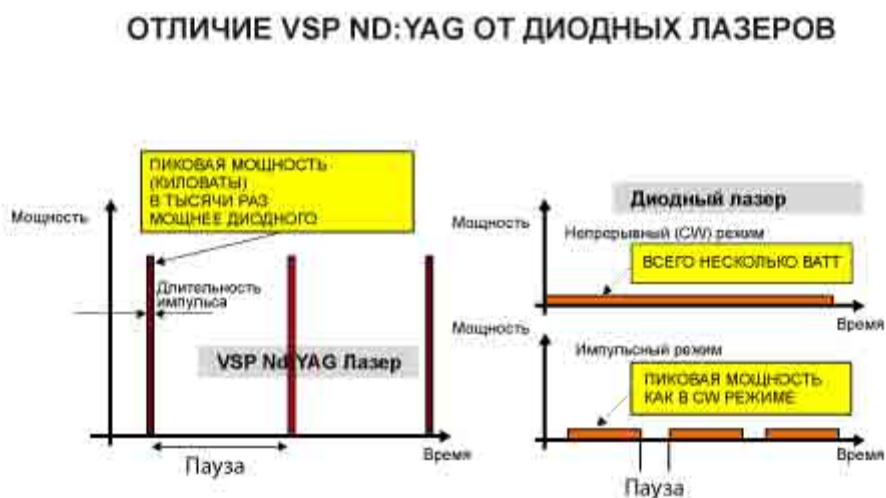 ОТЛИЧИЕ VSP ND:YAG ОТ ДИОДНЫХ ЛАЗЕРОВ
ПИКОВАЯ МОЩНОСТЬ
(КИЛОВАТЫ)
В ТЫСЯЧИ РАЗ
МОЩНЕЕ ДИОДНОГО
Мощность
Длительность
импульса
VSP Nd YAG Лазер
Время
Пауза
Диодный лазер
Мощность
Непрорывный (CW) режим
ВСЕГО НЕСКОЛЬКО ВАТТ
Время
Мощность
Импульсный режим
ПИКОВАЯ МОЩНОСТЬ
КАК В CW РЕЖИМЕ
Время
Пауза